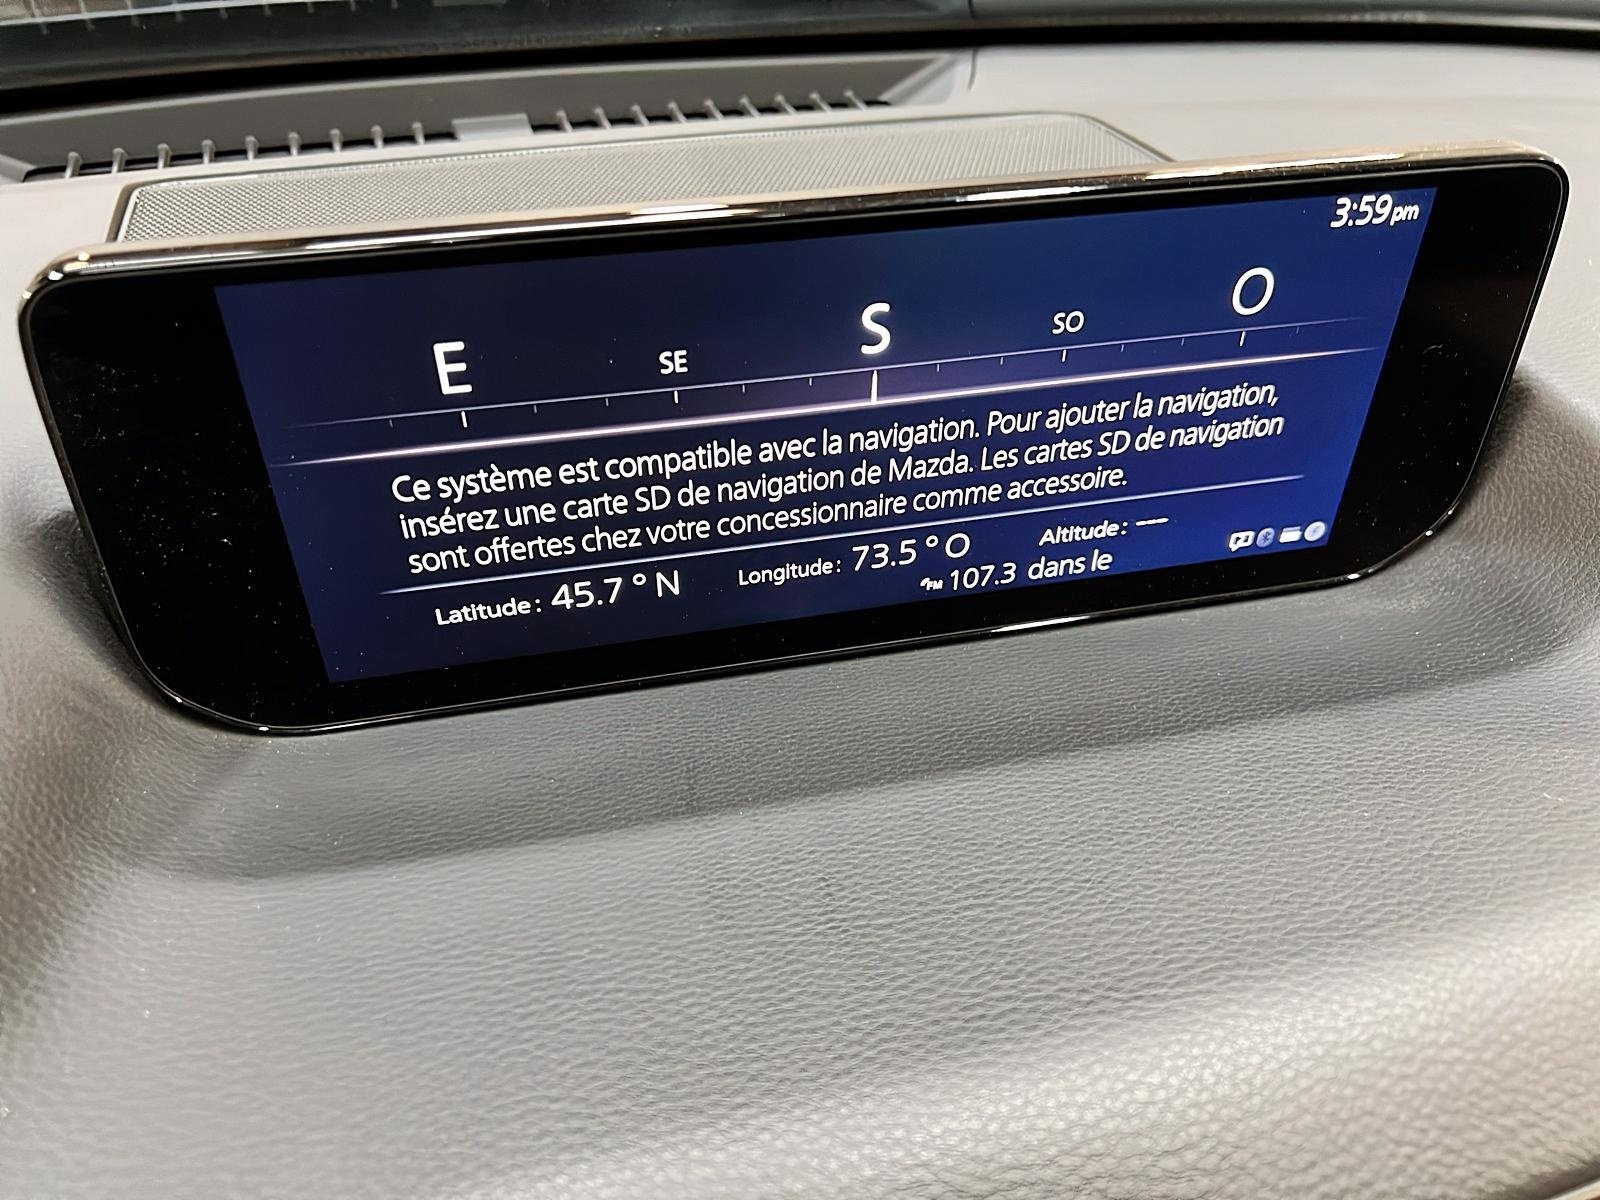 3:59pm
E SE S SO O
Ce système est compatible avec la navigation. Pour ajouter la navigation,
insérez une carte SD de navigation de Mazda. Les cartes SD de navigation
sont offertes chez votre concessionnaire comme accessoire.
Latitude: 45.7 ° N Longitude: 73.5 ° O Altitude: ---
FM 107.3 dans le